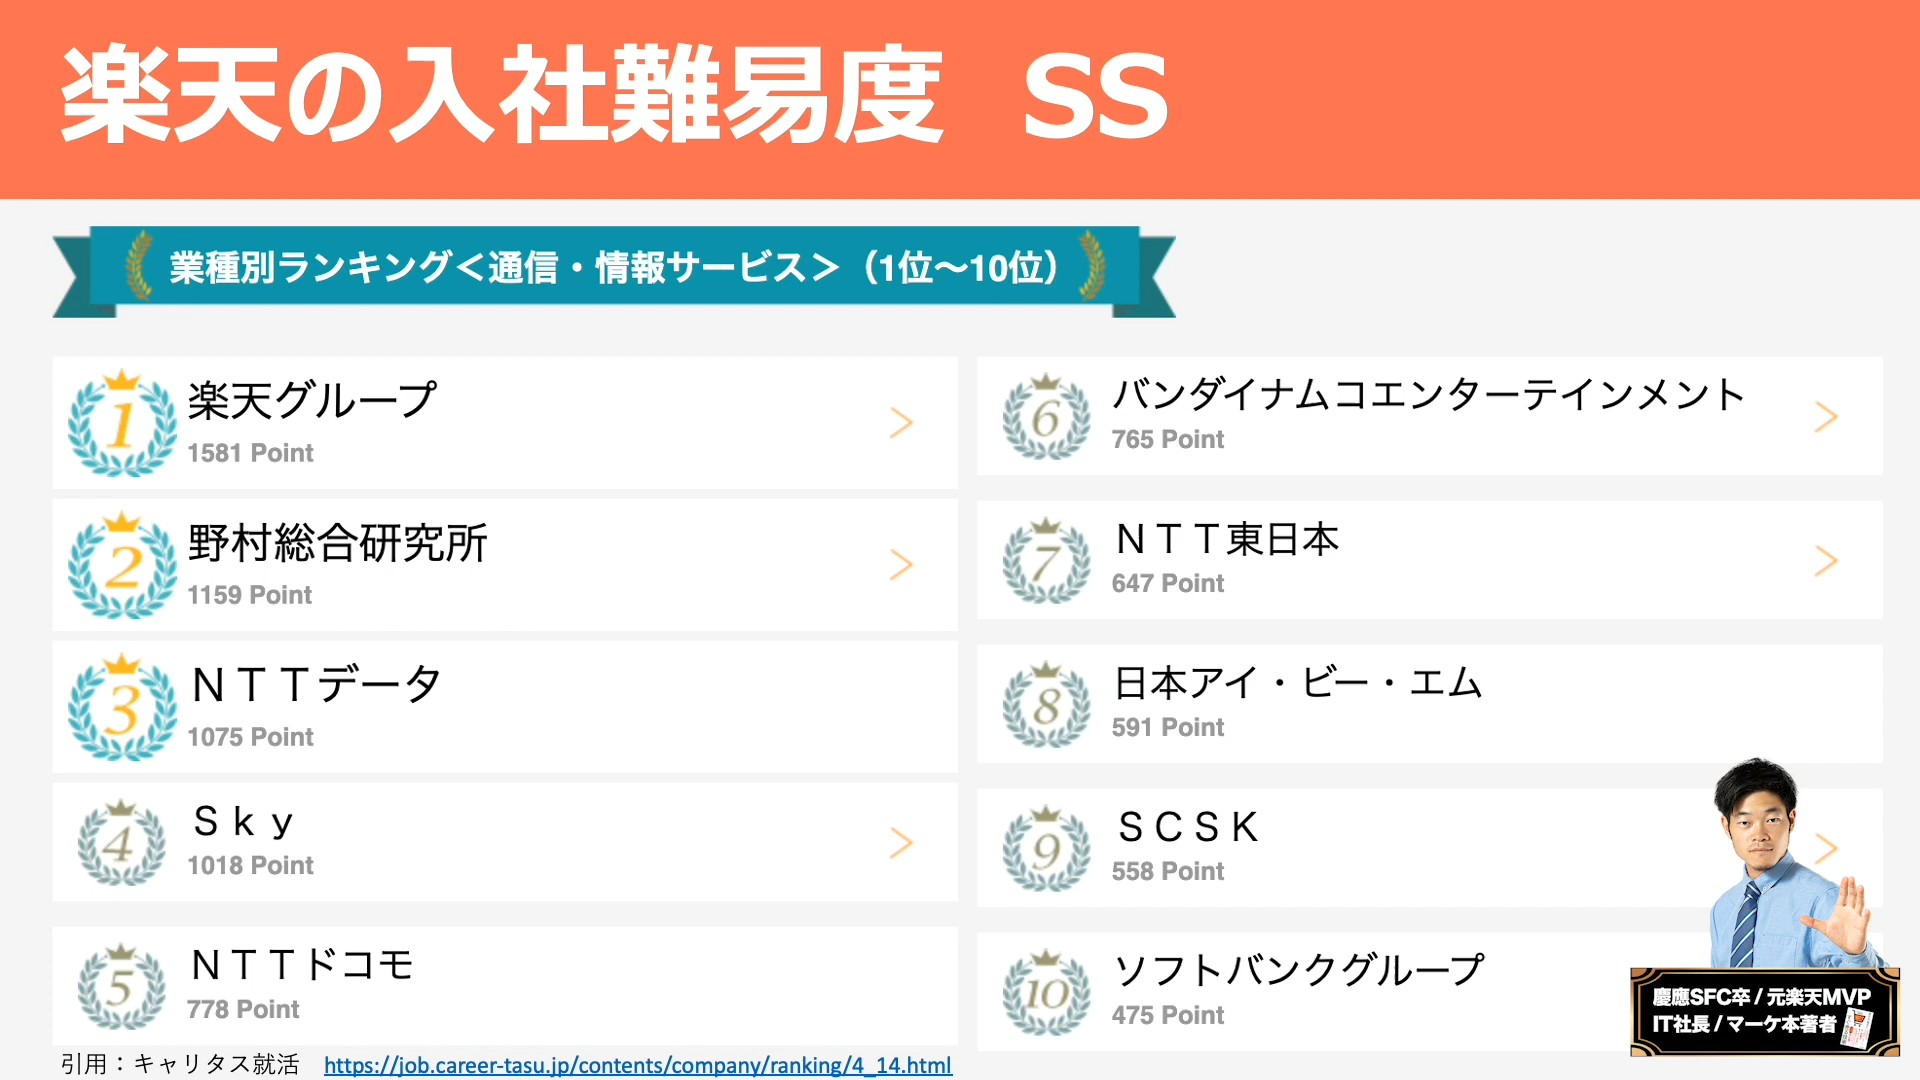 楽天の入社難易度 SS
業種別ランキング＜通信・情報サービス＞（1位〜10位）
1
楽天グループ
1581 Point
2
野村総合研究所
1159 Point
3
ＮＴＴデータ
1075 Point
4
Ｓｋｙ
1018 Point
5
ＮＴＴドコモ
778 Point
6
バンダイナムコエンターテインメント
765 Point
7
ＮＴＴ東日本
647 Point
8
日本アイ・ビー・エム
591 Point
9
ＳＣＳＫ
558 Point
10
ソフトバンクグループ
475 Point
慶應SFC卒 / 元楽天MVP
IT社長 / マーケ本著者
引用：キャリタス就活 https://job.career-tasu.jp/contents/company/ranking/4_14.html